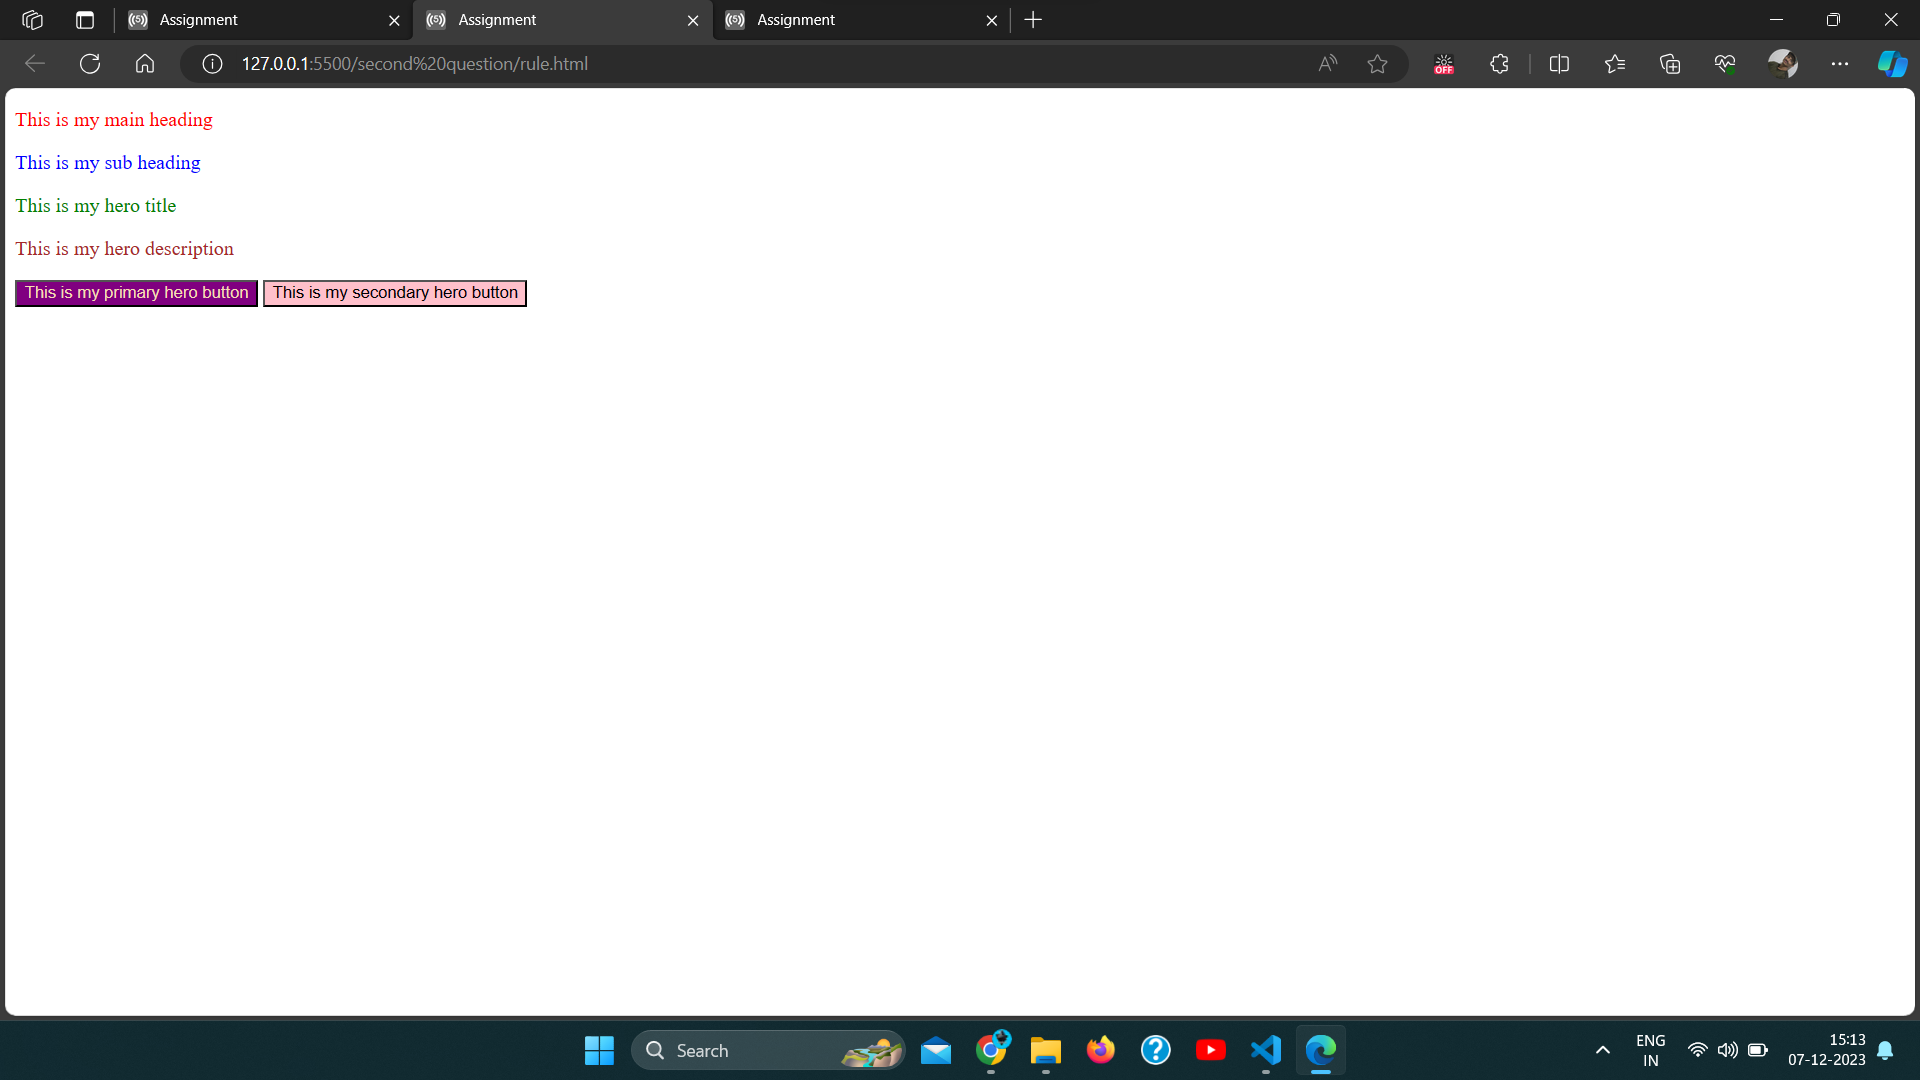 Assignment Assignment Assignment
127.0.0.1:5500/second%20question/rule.html
OFF
This is my main heading
This is my sub heading
This is my hero title
This is my hero description
This is my primary hero button This is my secondary hero button
Search
ENG
IN
15:13
07-12-2023